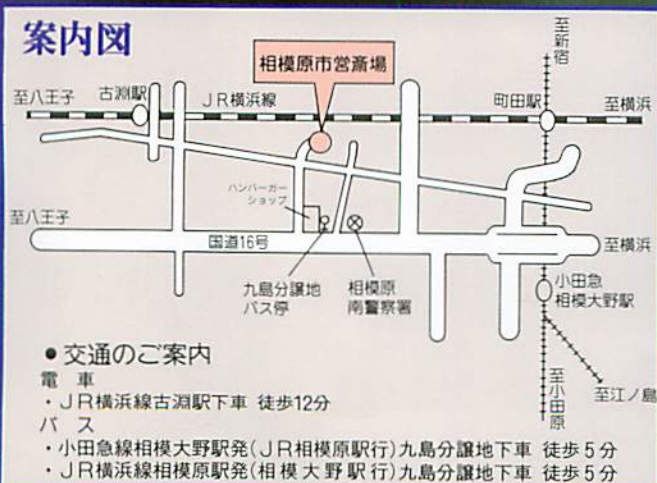 案内図
相模原市営斎場
至新宿
至八王子
古淵駅
JR横浜線
町田駅
至横浜
ハンバーガー
ショップ
至八王子
国道16号
至横浜
九島分譲地
バス停
相模原
南警察署
小田急
相模大野駅
至小田原
至江ノ島
●交通のご案内
電 車
・JR横浜線古淵駅下車 徒歩12分
バ ス
・小田急線相模大野駅発(JR相模原駅行)九島分譲地下車 徒歩5分
・JR横浜線相模原駅発(相模大野駅行)九島分譲地下車 徒歩5分